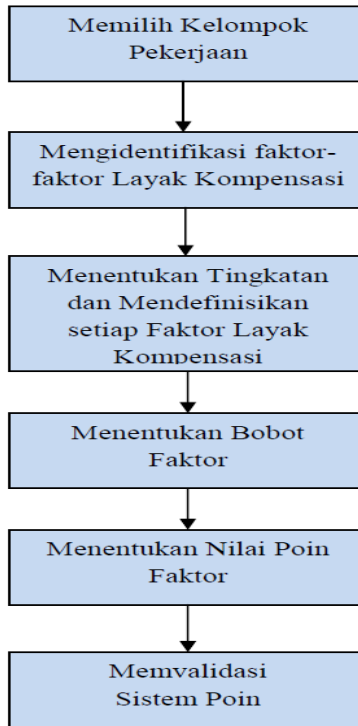 Memilih Kelompok
Pekerjaan
Mengidentifikasi faktor-
faktor Layak Kompensasi
Menentukan Tingkatan
dan Mendefinisikan
setiap Faktor Layak
Kompensasi
Menentukan Bobot
Faktor
Menentukan Nilai Poin
Faktor
Memvalidasi
Sistem Poin